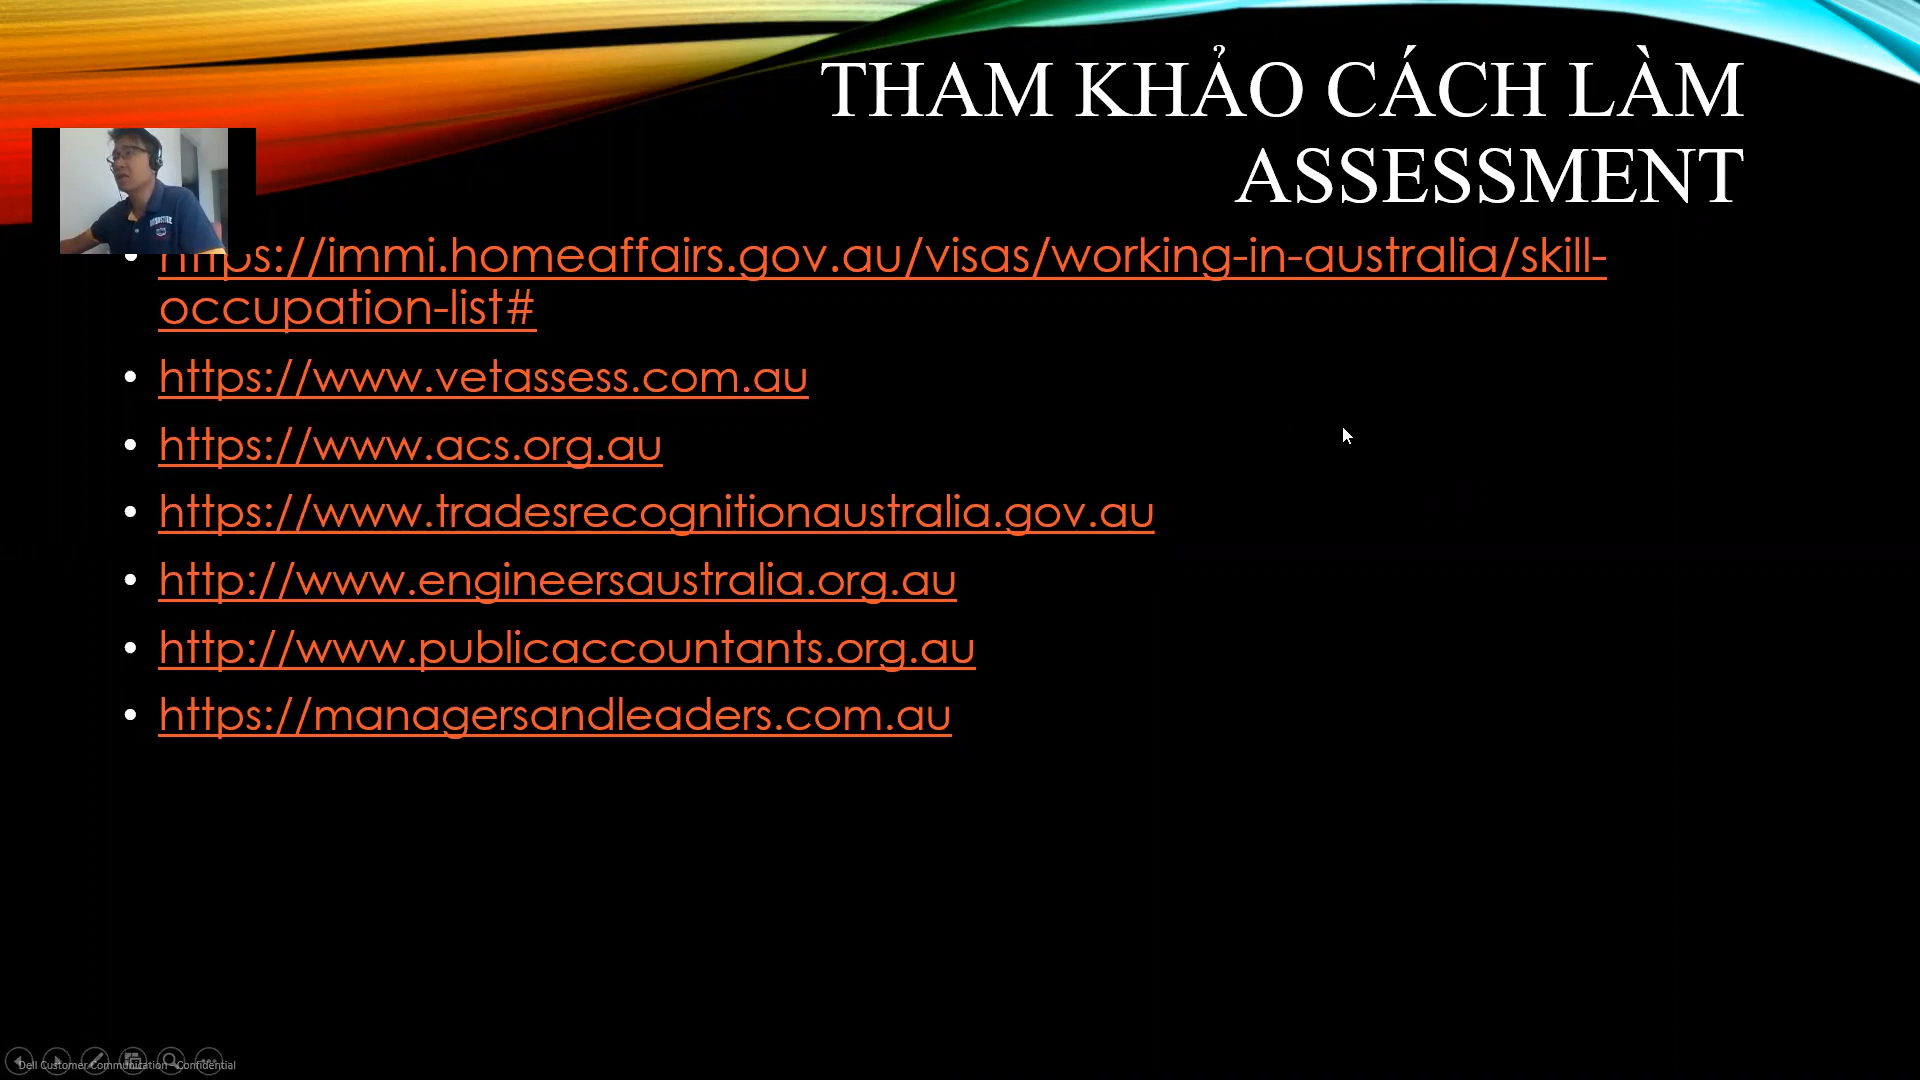 THAM KHẢO CÁCH LÀM
ASSESSMENT
• https://immi.homeaffairs.gov.au/visas/working-in-australia/skill-
occupation-list#
• https://www.vetassess.com.au
• https://www.acs.org.au
• https://www.tradesrecognitionaustralia.gov.au
• http://www.engineersaustralia.org.au
• http://www.publicaccountants.org.au
• https://managersandleaders.com.au
Dell Customer Communication - Confidential